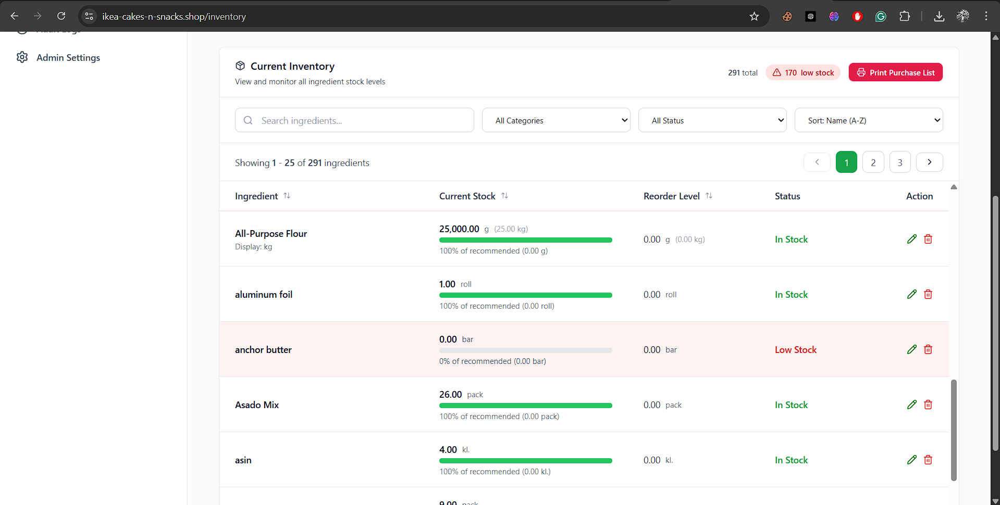 ikea-cakes-n-snacks.shop/inventory
Admin Settings
Current Inventory
View and monitor all ingredient stock levels
291 total
170 low stock
Print Purchase List
Search ingredients...
All Categories
All Status
Sort: Name (A-Z)
Showing 1 - 25 of 291 ingredients
1
2
3
Ingredient
Current Stock
Reorder Level
Status
Action
All-Purpose Flour
Display: kg
25,000.00 g (25.00 kg)
100% of recommended (0.00 g)
0.00 g (0.00 kg)
In Stock
aluminum foil
1.00 roll
100% of recommended (0.00 roll)
0.00 roll
In Stock
anchor butter
0.00 bar
0% of recommended (0.00 bar)
0.00 bar
Low Stock
Asado Mix
26.00 pack
100% of recommended (0.00 pack)
0.00 pack
In Stock
asin
4.00 kl.
100% of recommended (0.00 kl.)
0.00 kl.
In Stock
9.00 pack